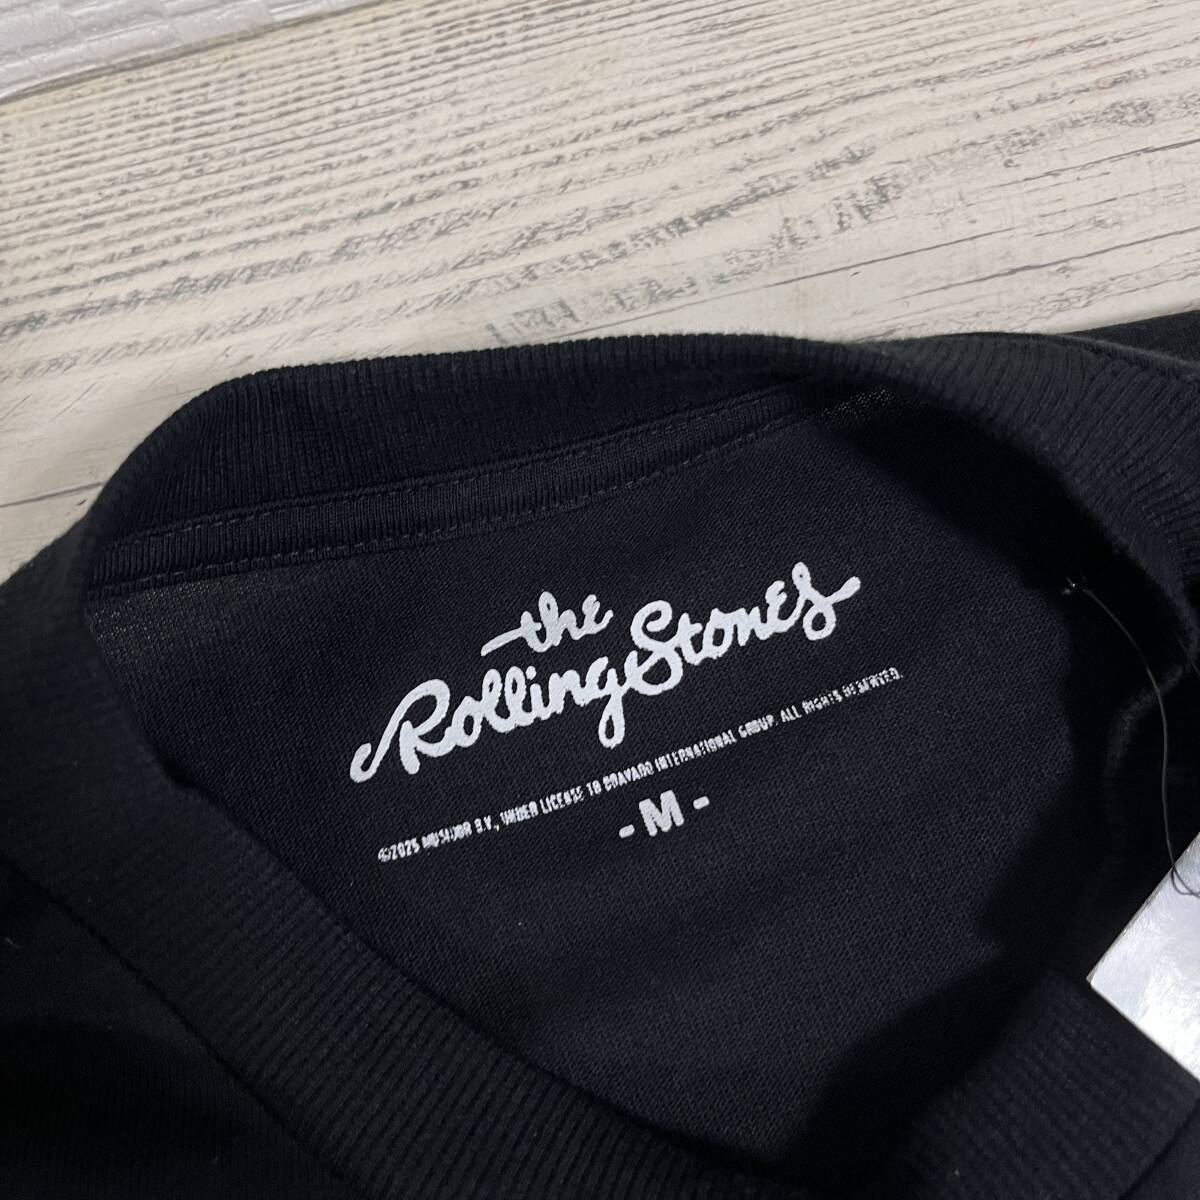 the
Rolling Stones
©2025 MUSIDOR B.V., UNDER LICENSE TO BRAVADO INTERNATIONAL GROUP. ALL RIGHTS RESERVED.
- M -